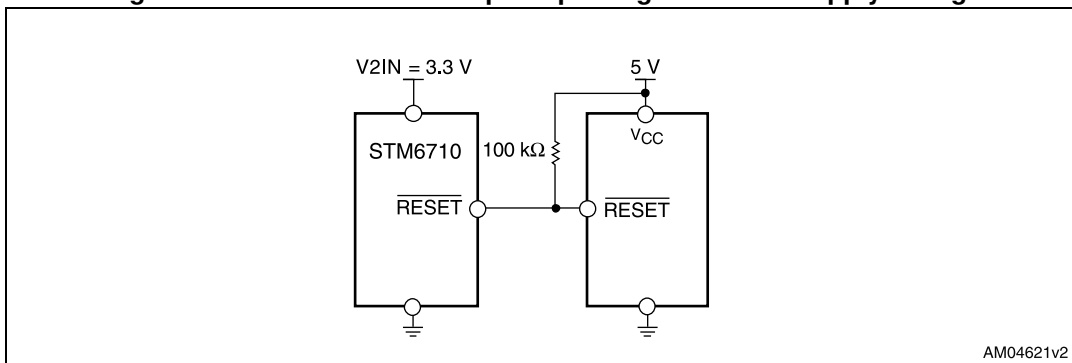 V2IN = 3.3 V
5 V
VCC
STM6710
100 kΩ
RESET
RESET
AM04621v2